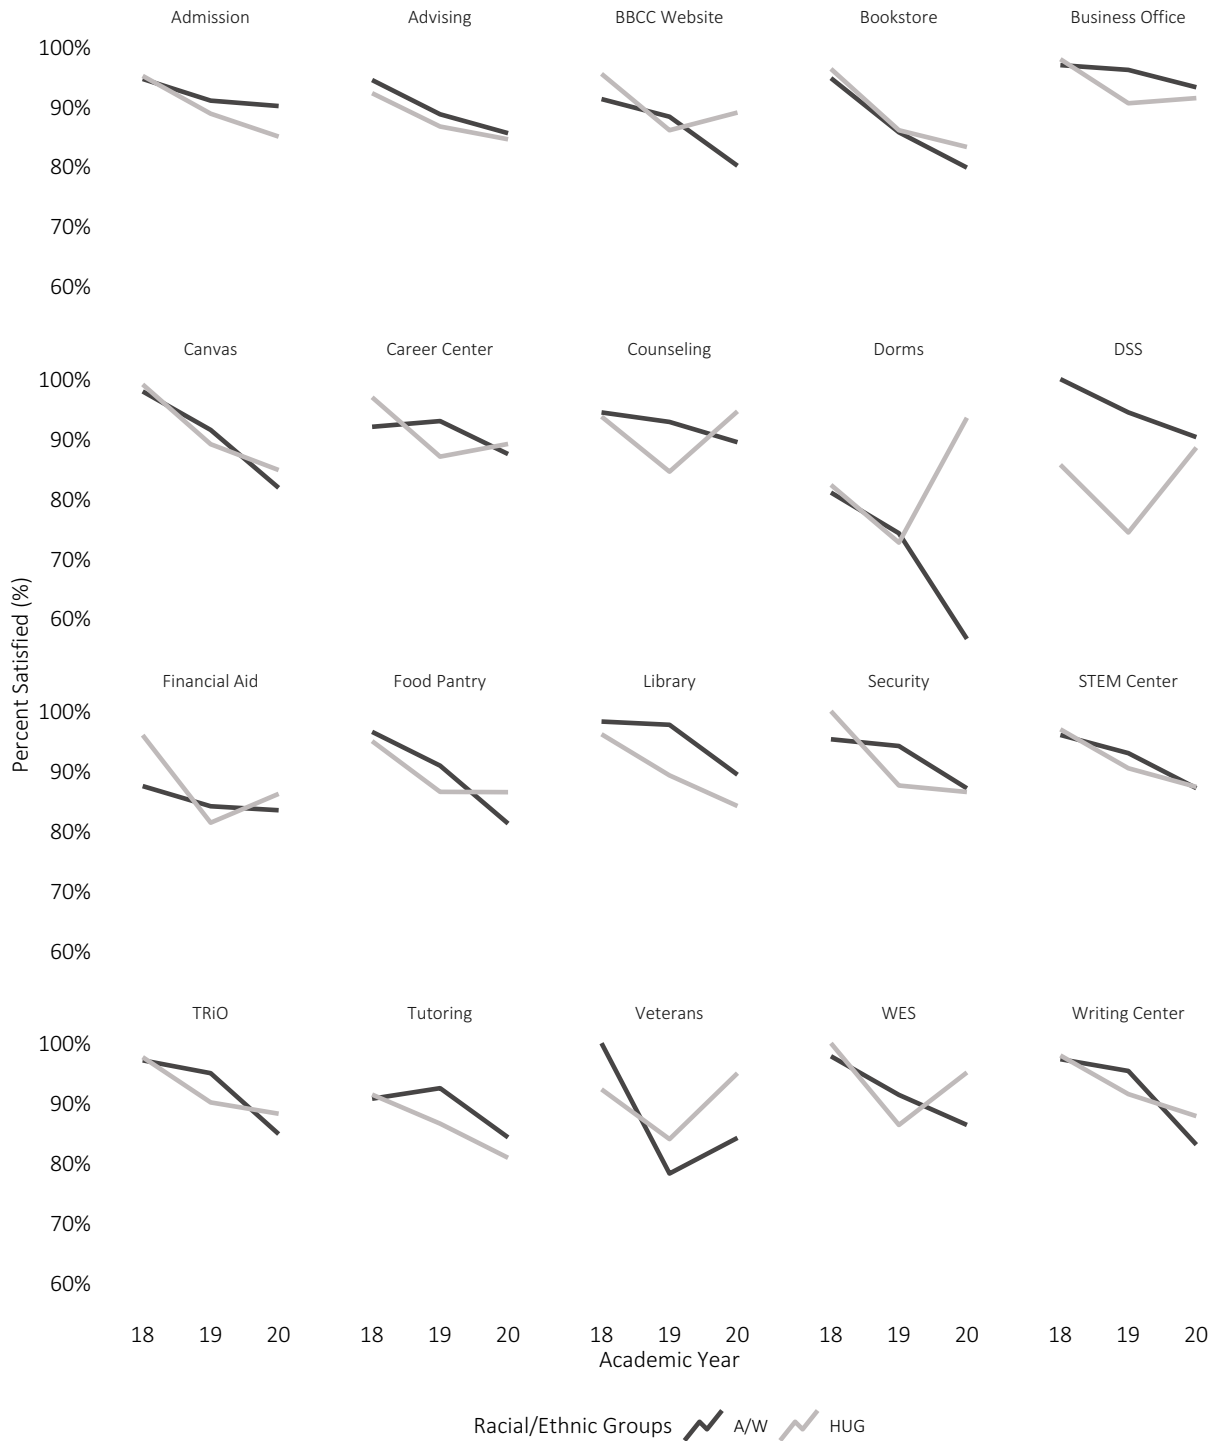 Admission Advising BBCC Website Bookstore Business Office
100%
90%
80%
70%
60%
Canvas Career Center Counseling Dorms DSS
100%
90%
80%
70%
60%
Percent Satisfied (%)
Financial Aid Food Pantry Library Security STEM Center
100%
90%
80%
70%
60%
TRiO Tutoring Veterans WES Writing Center
100%
90%
80%
70%
60%
18 19 20 18 19 20 18 19 20 18 19 20 18 19 20
Academic Year
Racial/Ethnic Groups A/W HUG